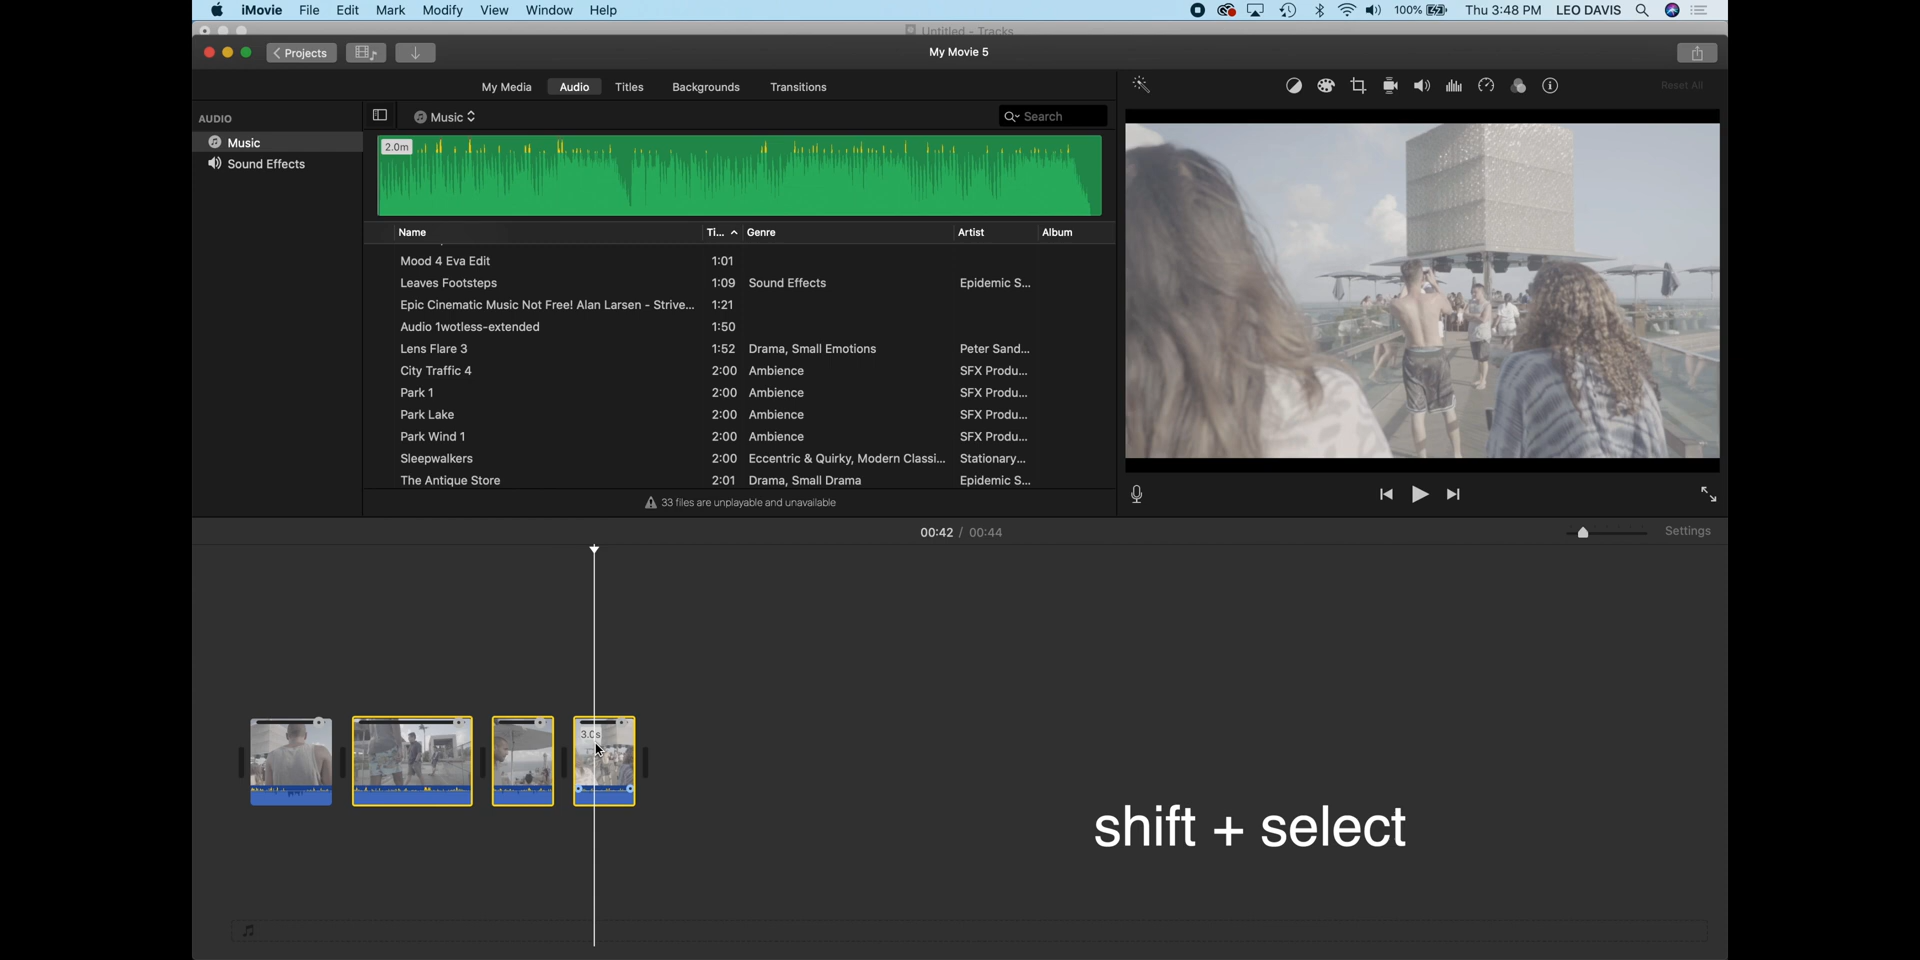 iMovie File Edit Mark Modify View Window Help 100% Thu 3:48 PM LEO DAVIS
Untitled - Tracks
Projects My Movie 5
My Media Audio Titles Backgrounds Transitions Reset All
AUDIO Music Search
Music
Sound Effects
2.0m
Name Ti... Genre Artist Album
Mood 4 Eva Edit 1:01
Leaves Footsteps 1:09 Sound Effects Epidemic S...
Epic Cinematic Music Not Free! Alan Larsen - Strive... 1:21
Audio 1wotless-extended 1:50
Lens Flare 3 1:52 Drama, Small Emotions Peter Sand...
City Traffic 4 2:00 Ambience SFX Produ...
Park 1 2:00 Ambience SFX Produ...
Park Lake 2:00 Ambience SFX Produ...
Park Wind 1 2:00 Ambience SFX Produ...
Sleepwalkers 2:00 Eccentric & Quirky, Modern Classi... Stationary...
The Antique Store 2:01 Drama, Small Drama Epidemic S...
33 files are unplayable and unavailable
00:42 / 00:44 Settings
3.0s
shift + select